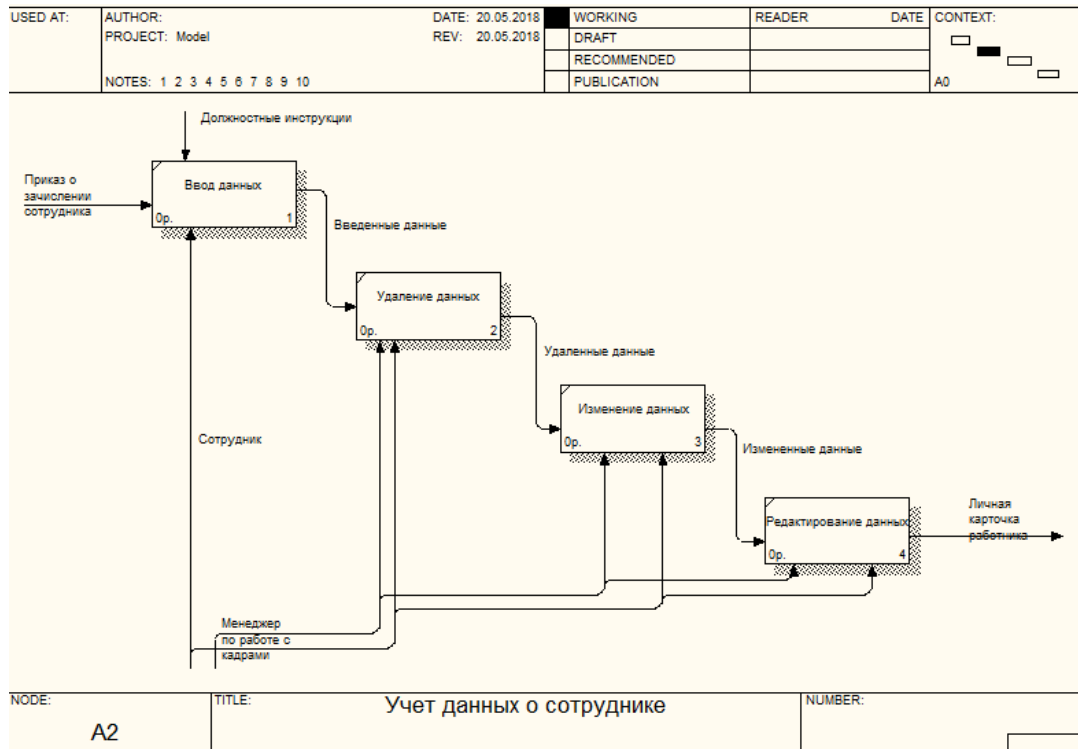 USED AT:
AUTHOR:
DATE: 20.05.2018
PROJECT: Model
REV: 20.05.2018
NOTES: 1 2 3 4 5 6 7 8 9 10
WORKING
DRAFT
RECOMMENDED
PUBLICATION
READER
DATE
CONTEXT:
A0
Должностные инструкции
Приказ о
зачислении
сотрудника
Ввод данных
0р.
1
Введенные данные
Удаление данных
0р.
2
Удаленные данные
Изменение данных
0р.
3
Сотрудник
Измененные данные
Редактирование данных
0р.
4
Личная
карточка
работника
Менеджер
по работе с
кадрами
NODE:
A2
TITLE:
Учет данных о сотруднике
NUMBER: